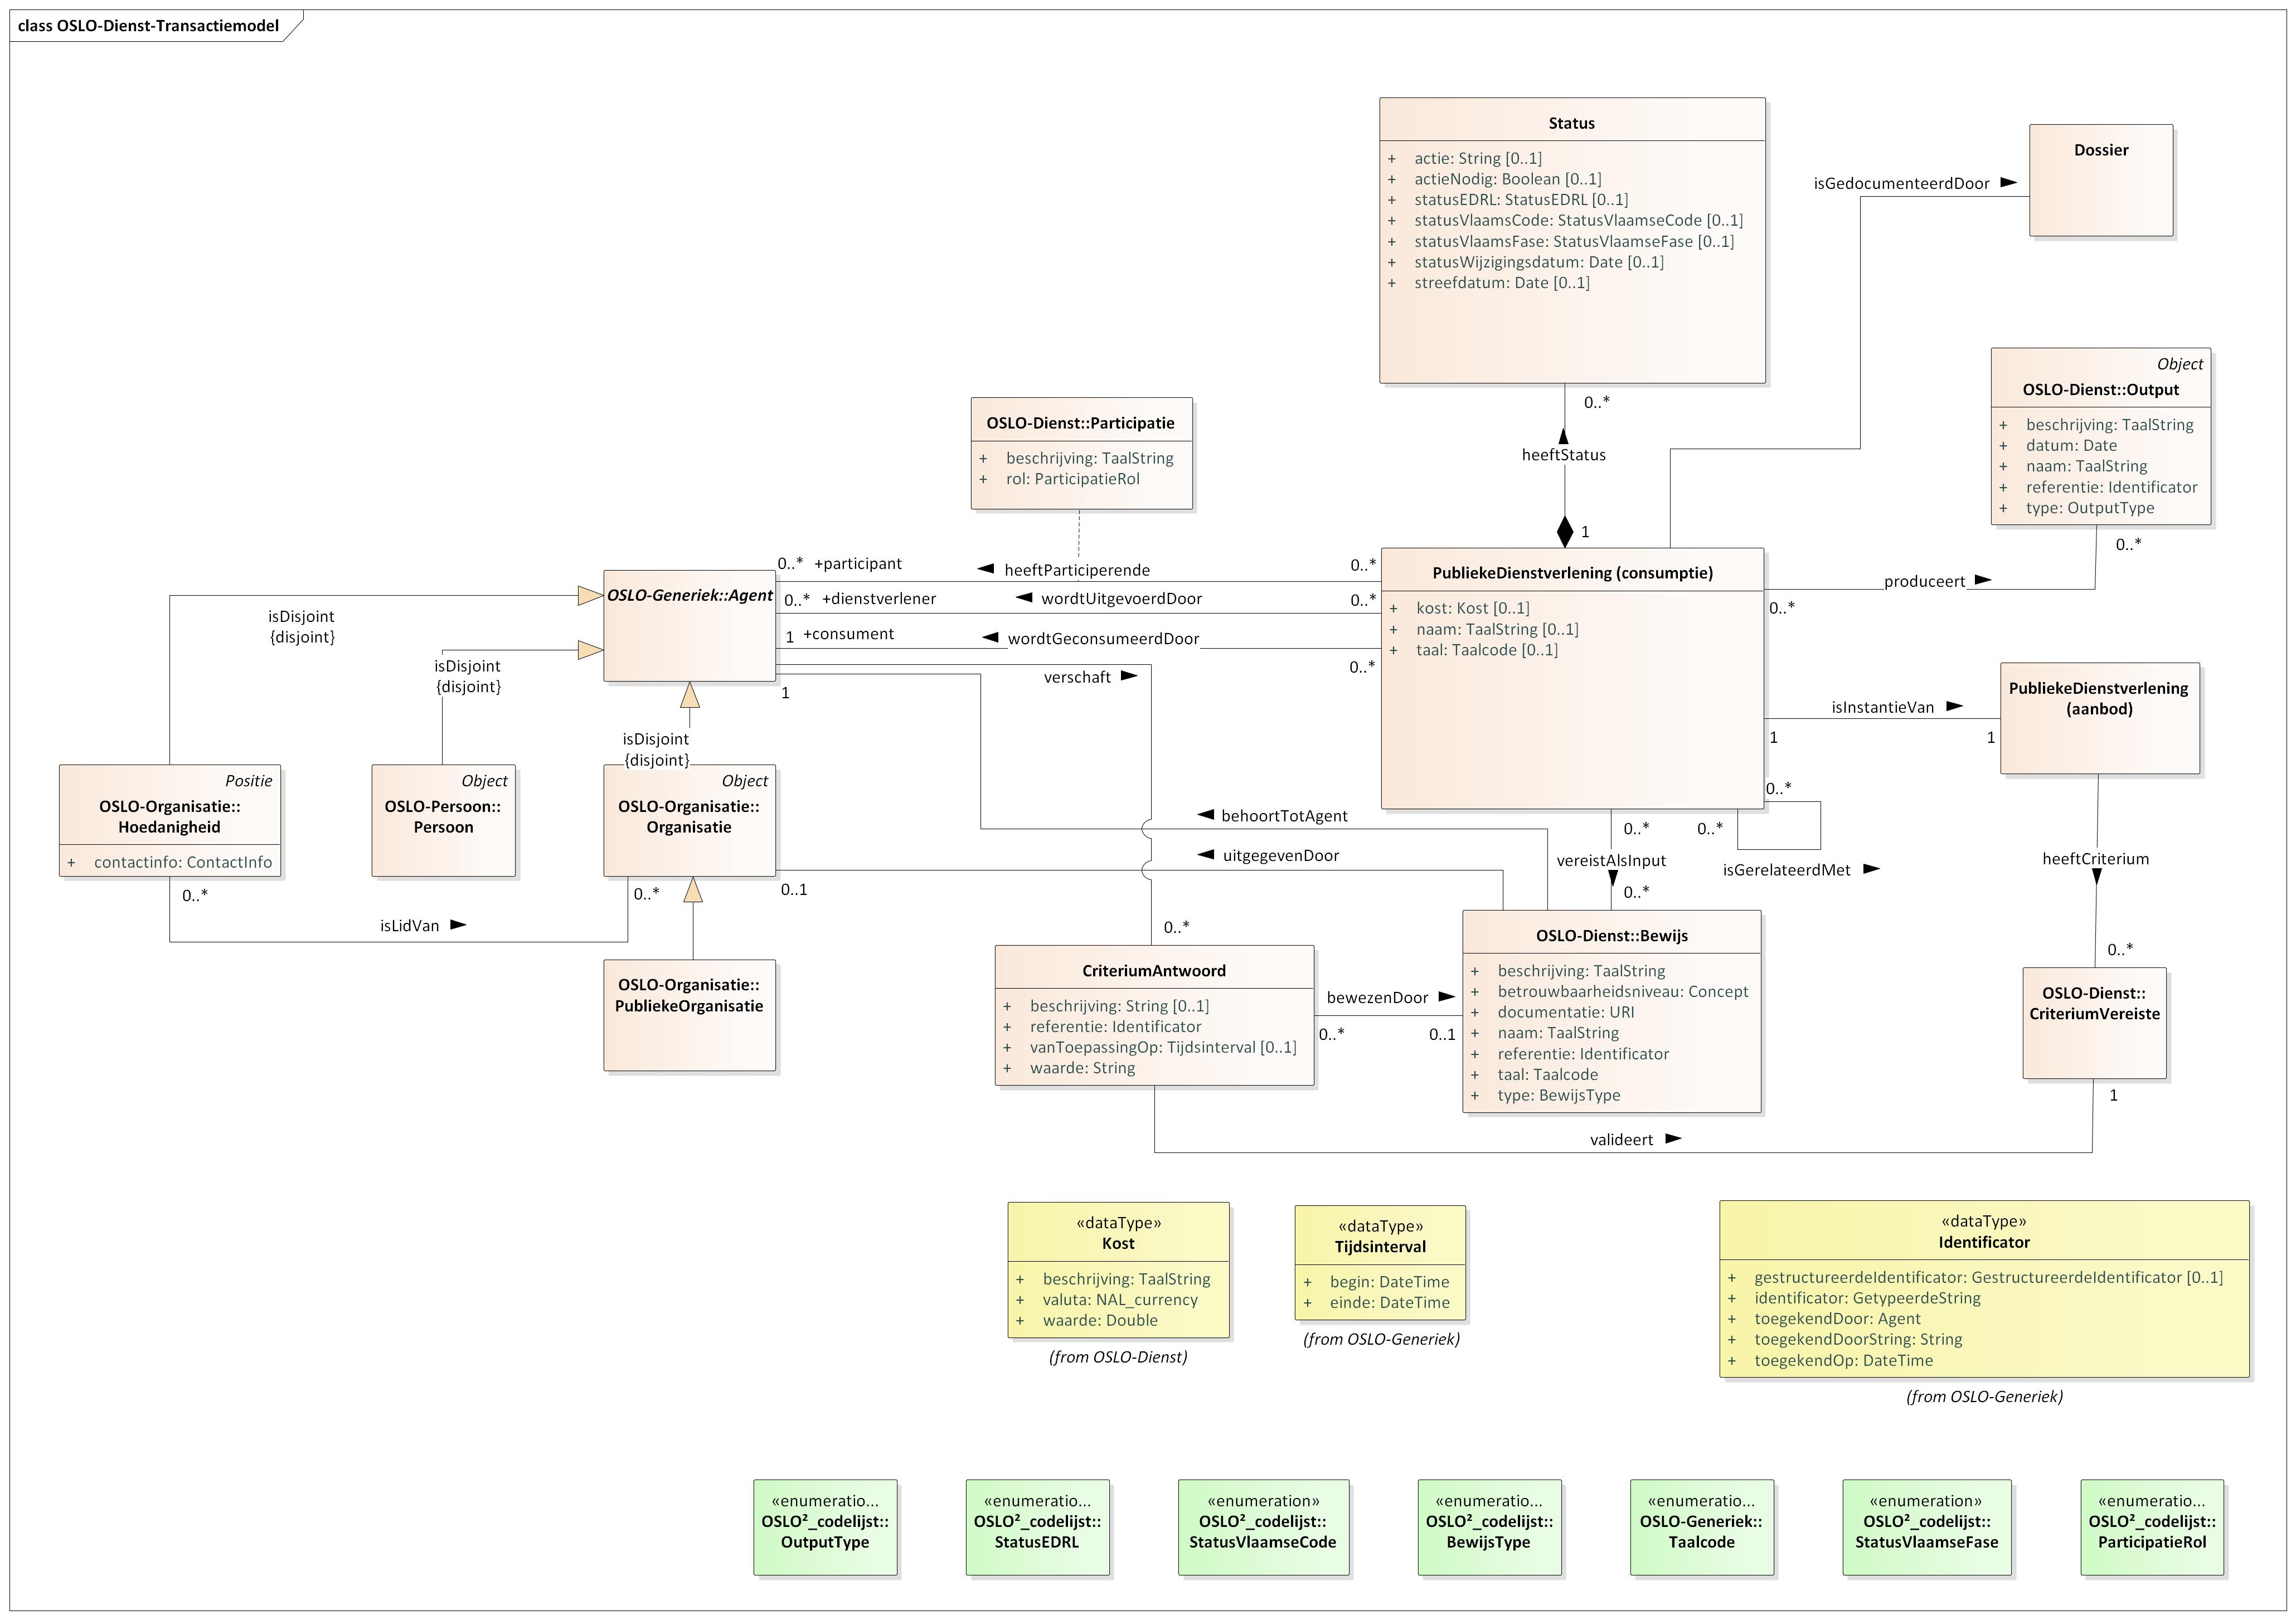 class OSLO-Dienst-Transactiemodel
Status
+ actie: String [0..1]
+ actieNodig: Boolean [0..1]
+ statusEDRL: StatusEDRL [0..1]
+ statusVlaamsCode: StatusVlaamseCode [0..1]
+ statusVlaamsFase: StatusVlaamseFase [0..1]
+ statusWijzigingsdatum: Date [0..1]
+ streefdatum: Date [0..1]
0..*
heeftStatus
1
Dossier
isGedocumenteerdDoor
Object
OSLO-Dienst::Output
+ beschrijving: TaalString
+ datum: Date
+ naam: TaalString
+ referentie: Identificator
+ type: OutputType
0..*
produceert
0..*
OSLO-Dienst::Participatie
+ beschrijving: TaalString
+ rol: ParticipatieRol
0..* +participant
heeftParticiperende
0..*
0..* +dienstverlener
wordtUitgevoerdDoor
0..*
1 +consument
wordtGeconsumeerdDoor
0..*
OSLO-Generiek::Agent
verschaft
1
PubliekeDienstverlening (consumptie)
+ kost: Kost [0..1]
+ naam: TaalString [0..1]
+ taal: Taalcode [0..1]
isInstantieVan
1
1
PubliekeDienstverlening
(aanbod)
isDisjoint
{disjoint}
isDisjoint
{disjoint}
isDisjoint
{disjoint}
Positie
OSLO-Organisatie::
Hoedanigheid
+ contactinfo: ContactInfo
Object
OSLO-Persoon::
Persoon
Object
OSLO-Organisatie::
Organisatie
0..*
isLidVan
0..*
OSLO-Organisatie::
PubliekeOrganisatie
behoortTotAgent
uitgegevenDoor
0..1
0..*
vereistAlsInput
0..*
0..*
0..*
isGerelateerdMet
heeftCriterium
0..*
0..*
CriteriumAntwoord
+ beschrijving: String [0..1]
+ referentie: Identificator
+ vanToepassingOp: Tijdsinterval [0..1]
+ waarde: String
bewezenDoor
0..*
0..1
OSLO-Dienst::Bewijs
+ beschrijving: TaalString
+ betrouwbaarheidsniveau: Concept
+ documentatie: URI
+ naam: TaalString
+ referentie: Identificator
+ taal: Taalcode
+ type: BewijsType
OSLO-Dienst::
CriteriumVereiste
1
valideert
«dataType»
Kost
+ beschrijving: TaalString
+ valuta: NAL_currency
+ waarde: Double
(from OSLO-Dienst)
«dataType»
Tijdsinterval
+ begin: DateTime
+ einde: DateTime
(from OSLO-Generiek)
«dataType»
Identificator
+ gestructureerdeIdentificator: GestructureerdeIdentificator [0..1]
+ identificator: GetypeerdeString
+ toegekendDoor: Agent
+ toegekendDoorString: String
+ toegekendOp: DateTime
(from OSLO-Generiek)
«enumeratio...
OSLO²_codelijst::
OutputType
«enumeratio...
OSLO²_codelijst::
StatusEDRL
«enumeration»
OSLO²_codelijst::
StatusVlaamseCode
«enumeratio...
OSLO²_codelijst::
BewijsType
«enumeratio...
OSLO-Generiek::
Taalcode
«enumeration»
OSLO²_codelijst::
StatusVlaamseFase
«enumeratio...
OSLO²_codelijst::
ParticipatieRol